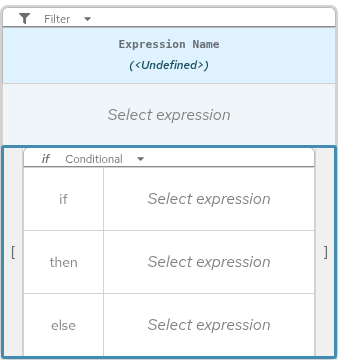 Filter
Expression Name
(<Undefined>)
Select expression
if Conditional
if Select expression
[ ]
then Select expression
else Select expression